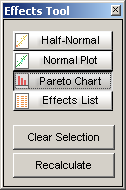 Effects Tool
Half-Normal
Normal Plot
Pareto Chart
Effects List
Clear Selection
Recalculate